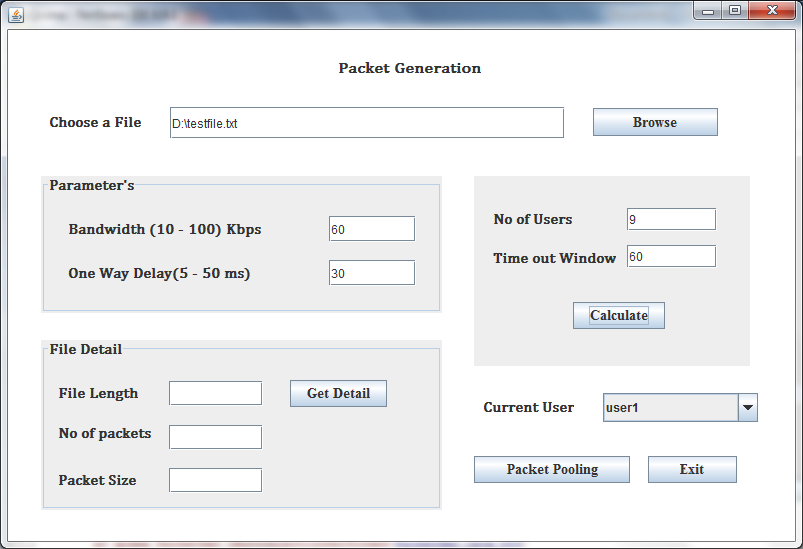 Packet Generation
Choose a File
D:\testfile.txt
Browse
Parameter's
Bandwidth (10 - 100) Kbps
60
One Way Delay(5 - 50 ms)
30
No of Users
9
Time out Window
60
Calculate
File Detail
File Length
Get Detail
No of packets
Packet Size
Current User
user1
Packet Pooling
Exit